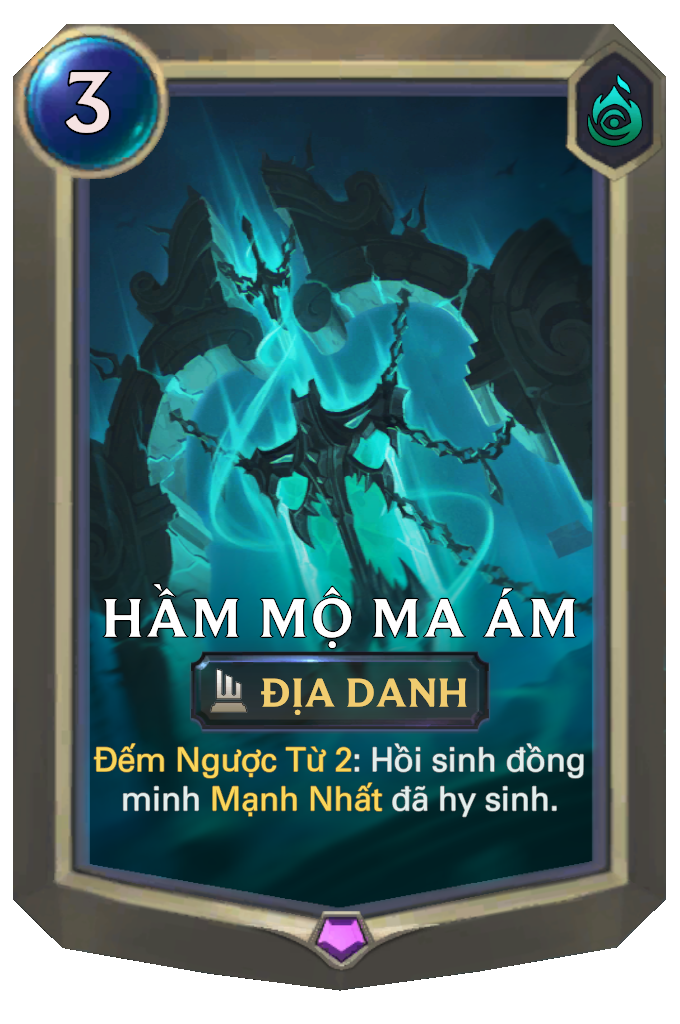 3
HẦM MỘ MA ÁM
ĐỊA DANH
Đếm Ngược Từ 2: Hồi sinh đồng
minh Mạnh Nhất đã hy sinh.